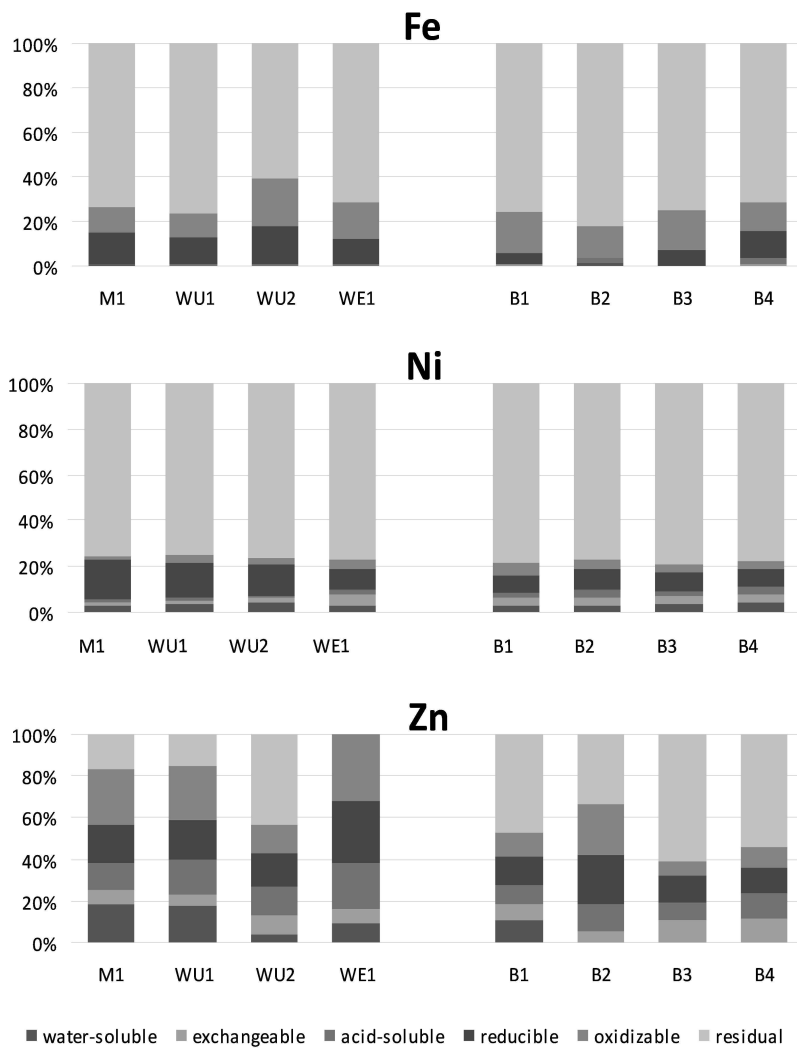 Fe
100%
80%
60%
40%
20%
0%
M1 WU1 WU2 WE1 B1 B2 B3 B4
Ni
100%
80%
60%
40%
20%
0%
M1 WU1 WU2 WE1 B1 B2 B3 B4
Zn
100%
80%
60%
40%
20%
0%
M1 WU1 WU2 WE1 B1 B2 B3 B4
water-soluble exchangeable acid-soluble reducible oxidizable residual